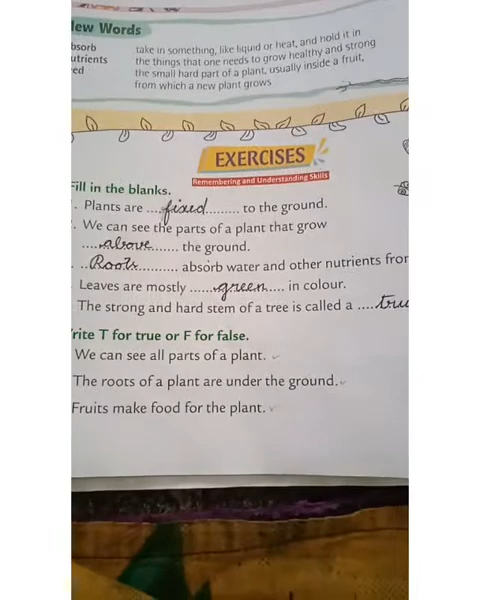 New Words
bsorb take in something, like liquid or heat, and hold it in
utrients the things that one needs to grow healthy and strong
ed the small hard part of a plant, usually inside a fruit,
from which a new plant grows
EXERCISES
Remembering and Understanding Skills
Fill in the blanks.
. Plants are ....fixed......... to the ground.
. We can see the parts of a plant that grow
....above....... the ground.
. ..Roots........... absorb water and other nutrients from
Leaves are mostly ......green.... in colour.
The strong and hard stem of a tree is called a ....tru
rite T for true or F for false.
We can see all parts of a plant.
The roots of a plant are under the ground.
Fruits make food for the plant.